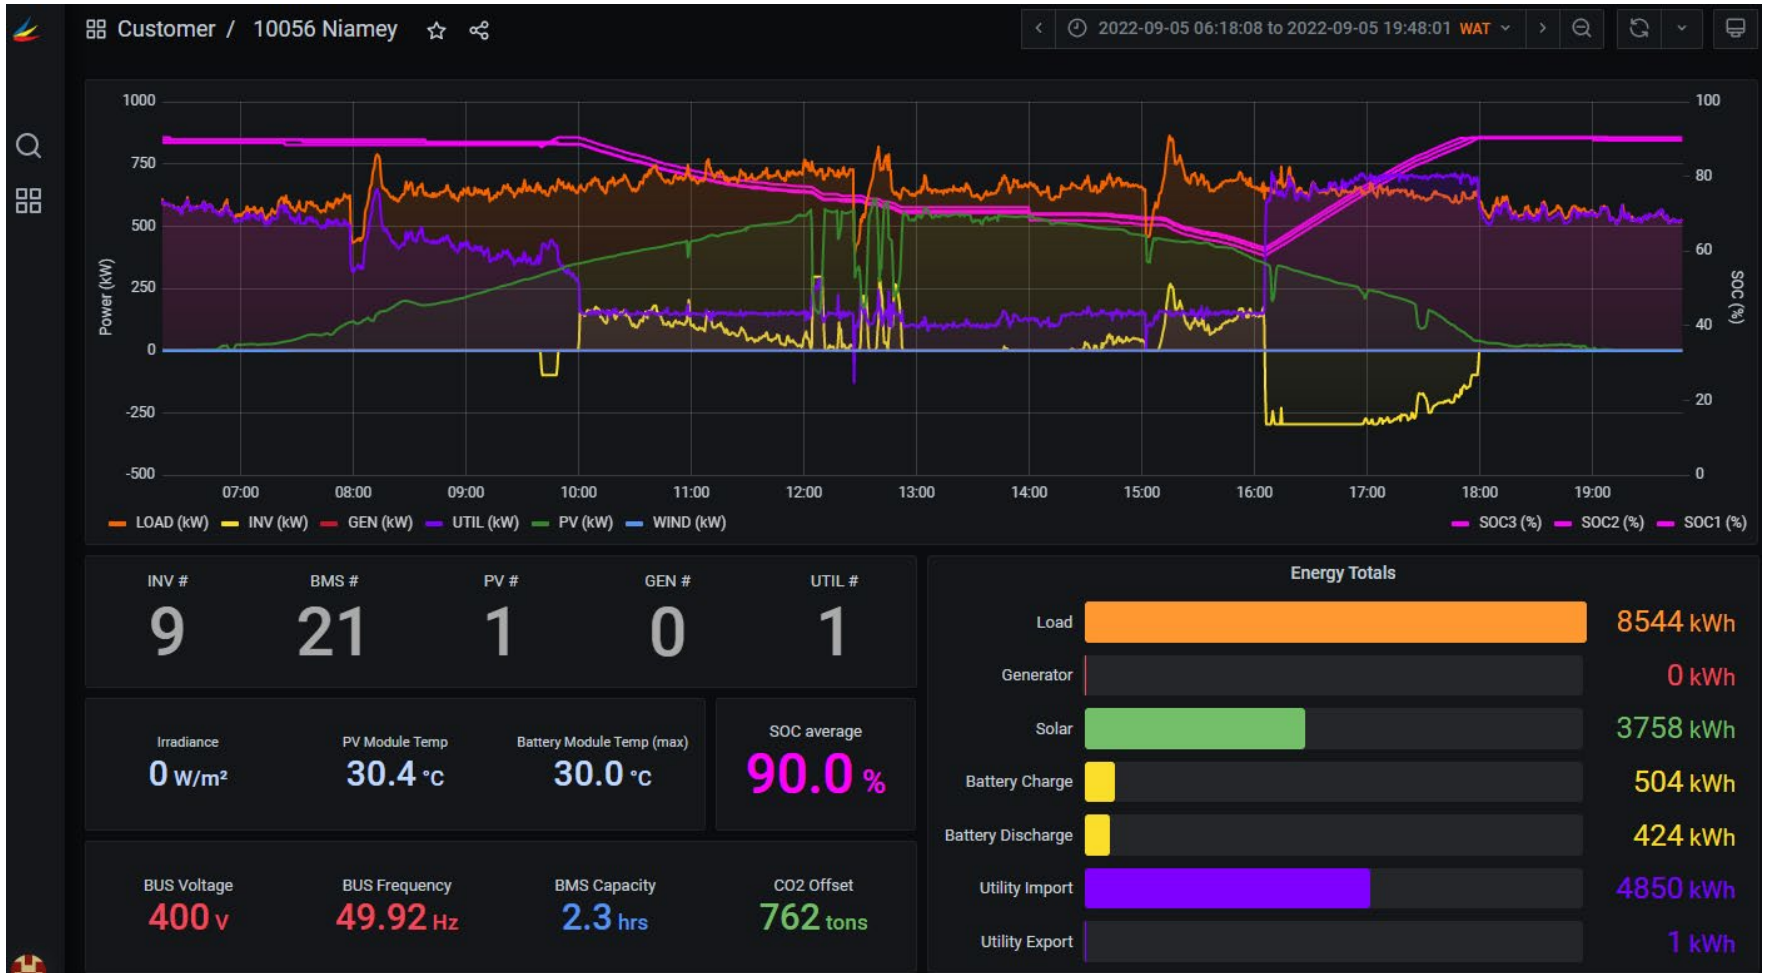 Customer / 10056 Niamey
2022-09-05 06:18:08 to 2022-09-05 19:48:01 WAT
1000
750
500
250
0
-250
-500
Power (kW)
100
80
60
40
20
0
SOC (%)
07:00 08:00 09:00 10:00 11:00 12:00 13:00 14:00 15:00 16:00 17:00 18:00 19:00
LOAD (kW) INV (kW) GEN (kW) UTIL (kW) PV (kW) WIND (kW) SOC3 (%) SOC2 (%) SOC1 (%)
INV # BMS # PV # GEN # UTIL #
9 21 1 0 1
Irradiance PV Module Temp Battery Module Temp (max)
0 W/m² 30.4 °C 30.0 °C
SOC average
90.0 %
BUS Voltage BUS Frequency BMS Capacity CO2 Offset
400 V 49.92 Hz 2.3 hrs 762 tons
Energy Totals
Load 8544 kWh
Generator 0 kWh
Solar 3758 kWh
Battery Charge 504 kWh
Battery Discharge 424 kWh
Utility Import 4850 kWh
Utility Export 1 kWh